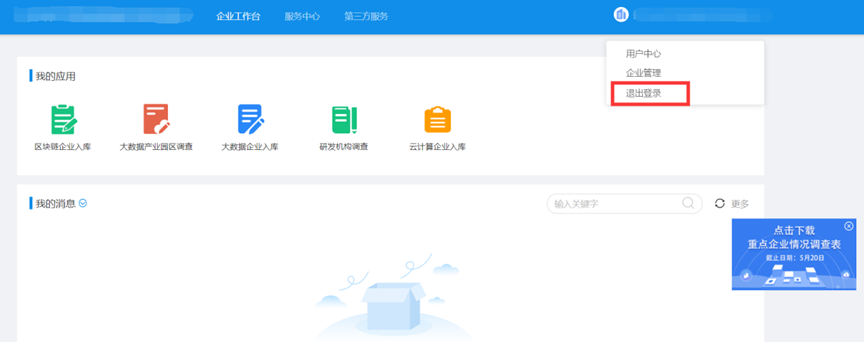 企业工作台 服务中心 第三方服务
用户中心
企业管理
退出登录
我的应用
区块链企业入库 大数据产业园区调查 大数据企业入库 研发机构调查 云计算企业入库
我的消息 输入关键字 更多
点击下载
重点企业情况调查表
截止日期：5月20日